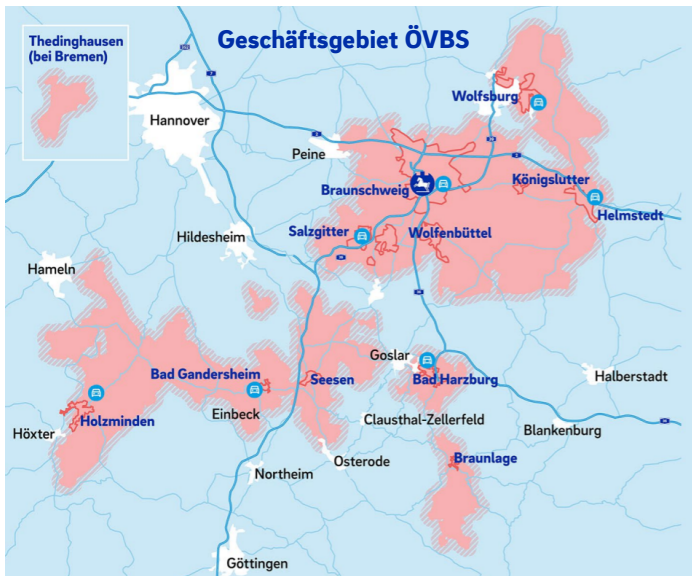 Geschäftsgebiet ÖVBS
Thedinghausen
(bei Bremen)
Hannover
Wolfsburg
Peine
Braunschweig
Königslutter
Helmstedt
Salzgitter
Wolfenbüttel
Hildesheim
Hameln
Goslar
Bad Gandersheim
Seesen
Bad Harzburg
Halberstadt
Einbeck
Holzminden
Clausthal-Zellerfeld
Höxter
Blankenburg
Osterode
Braunlage
Northeim
Göttingen